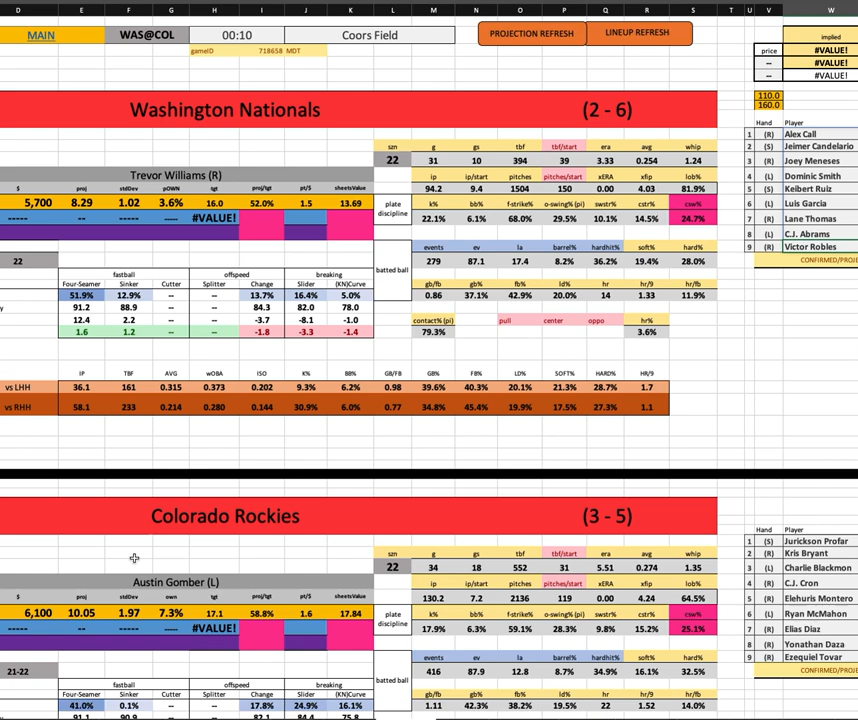 D E F G H I J K L M N O P Q R S T U V W
MAIN WAS@COL 00:10 Coors Field PROJECTION REFRESH LINEUP REFRESH implied
gameID 718658 MDT price #VALUE!
-- #VALUE!
-- #VALUE!
110.0
160.0
Washington Nationals (2 - 6)
Hand Player
1 (R) Alex Call
2 (S) Jeimer Candelario
3 (R) Joey Meneses
4 (L) Dominic Smith
5 (S) Keibert Ruiz
6 (L) Luis Garcia
7 (R) Lane Thomas
8 (L) C.J. Abrams
9 (R) Victor Robles
CONFIRMED/PROJE
szn g gs tbf tbf/start era avg whip
22 31 10 394 39 3.33 0.254 1.24
Trevor Williams (R)
ip ip/start pitches pitches/start xERA xfip lob%
94.2 9.4 1504 150 0.00 4.03 81.9%
$ proj stdDev pOWN tgt proj/tgt pt/$ sheetsValue
5,700 8.29 1.02 3.6% 16.0 52.0% 1.5 13.69
----- ----- ----- ----- #VALUE!
plate discipline
k% bb% f-strike% o-swing% (pi) swstr% cstr% csw%
22.1% 6.1% 68.0% 29.5% 10.1% 14.5% 24.7%
batted ball
events ev la barrel% hardhit% soft% hard%
279 87.1 17.4 8.2% 36.2% 19.4% 28.0%
gb/fb gb% fb% ld% hr hr/9 hr/fb
0.86 37.1% 42.9% 20.0% 14 1.33 11.9%
22
fastball offspeed breaking
Four-Seamer Sinker Cutter Splitter Change Slider (KN)Curve
51.9% 12.9% -- -- 13.7% 16.4% 5.0%
y 91.2 88.9 -- -- 84.3 82.0 78.0
12.4 2.2 -- -- -3.7 -8.1 -1.0
1.6 1.2 -- -- -1.8 -3.3 -1.4
contact% (pi) pull center oppo hr%
79.3% 3.6%
IP TBF AVG wOBA ISO K% BB% GB/FB GB% FB% LD% SOFT% HARD% HR/9
vs LHH 36.1 161 0.315 0.373 0.202 9.3% 6.2% 0.98 39.6% 40.3% 20.1% 21.3% 28.7% 1.7
vs RHH 58.1 233 0.214 0.280 0.144 30.9% 6.0% 0.77 34.8% 45.4% 19.9% 17.5% 27.3% 1.1
Colorado Rockies (3 - 5)
Hand Player
1 (S) Jurickson Profar
2 (R) Kris Bryant
3 (L) Charlie Blackmon
4 (R) C.J. Cron
5 (R) Elehuris Montero
6 (L) Ryan McMahon
7 (R) Elias Diaz
8 (R) Yonathan Daza
9 (R) Ezequiel Tovar
CONFIRMED/PROJE
szn g gs tbf tbf/start era avg whip
22 34 18 552 31 5.51 0.274 1.35
Austin Gomber (L)
ip ip/start pitches pitches/start xERA xfip lob%
130.2 7.2 2136 119 0.00 4.24 64.5%
$ proj stdDev own tgt proj/tgt pt/$ sheetsValue
6,100 10.05 1.97 7.3% 17.1 58.8% 1.6 17.84
----- ----- ----- ----- #VALUE!
plate discipline
k% bb% f-strike% o-swing% (pi) swstr% cstr% csw%
17.9% 6.3% 59.1% 28.3% 9.8% 15.2% 25.1%
batted ball
events ev la barrel% hardhit% soft% hard%
416 87.9 12.8 8.7% 34.9% 16.1% 32.5%
gb/fb gb% fb% ld% hr hr/9 hr/fb
1.11 42.3% 38.2% 19.5% 22 1.52 14.0%
21-22
fastball offspeed breaking
Four-Seamer Sinker Cutter Splitter Change Slider (KN)Curve
41.0% 0.1% -- -- 17.8% 24.9% 16.1%
91.1 90.9 -- -- 82.1 84.4 75.8